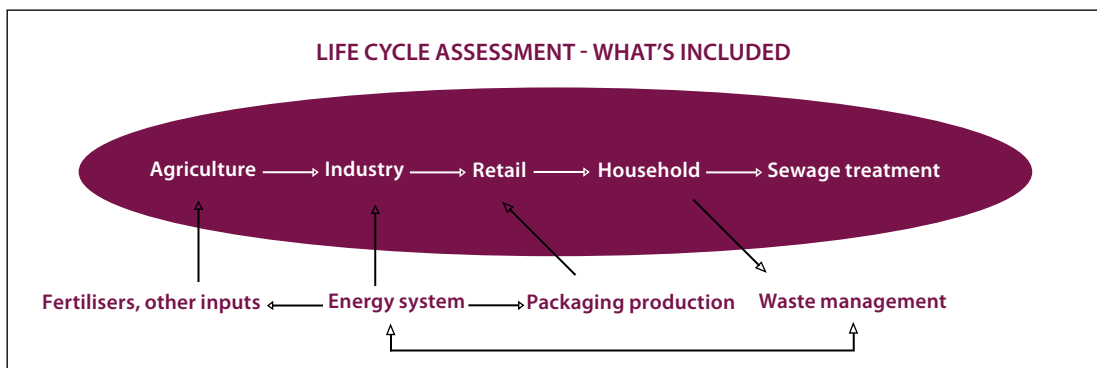 LIFE CYCLE ASSESSMENT - WHAT'S INCLUDED
Agriculture Industry Retail Household Sewage treatment
Fertilisers, other inputs Energy system Packaging production Waste management